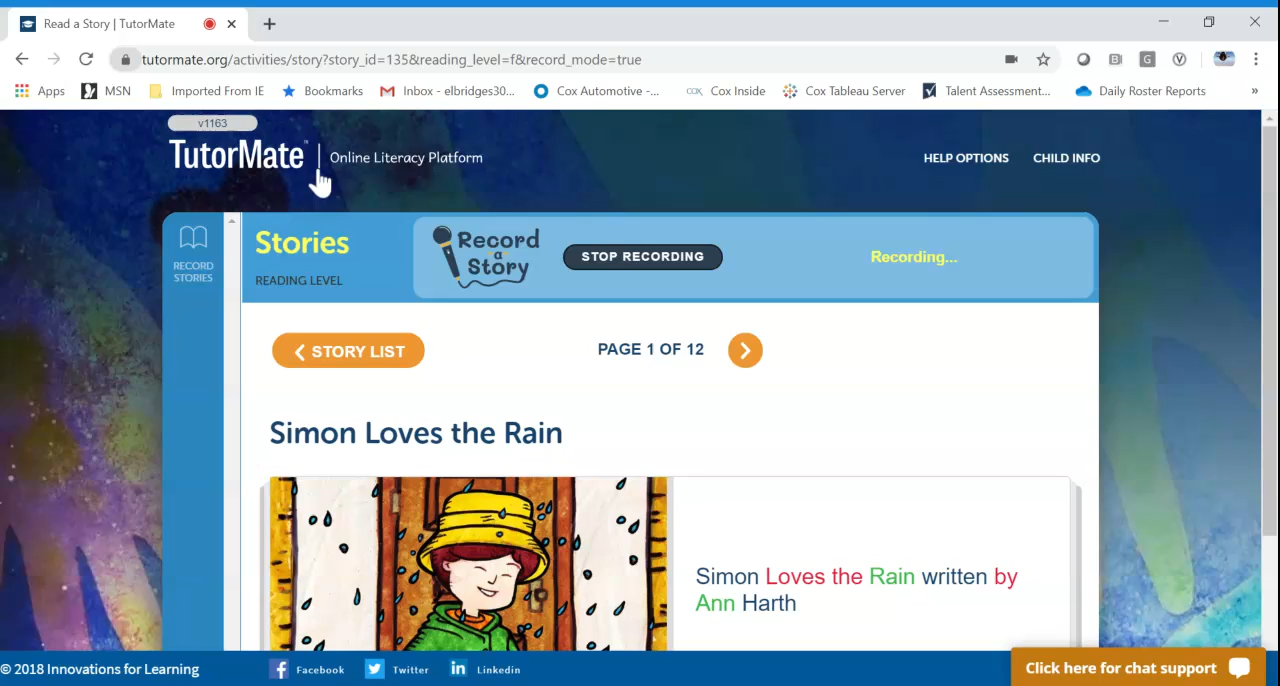 Read a Story | TutorMate
tutormate.org/activities/story?story_id=135&reading_level=f&record_mode=true
Apps MSN Imported From IE Bookmarks Inbox - elbridges30... Cox Automotive -... COX Cox Inside Cox Tableau Server Talent Assessment... Daily Roster Reports »
v1163
TutorMate™ | Online Literacy Platform
HELP OPTIONS CHILD INFO
RECORD
STORIES
Stories
READING LEVEL
Record
a
Story
STOP RECORDING
Recording...
STORY LIST
PAGE 1 OF 12
Simon Loves the Rain
Simon Loves the Rain written by
Ann Harth
© 2018 Innovations for Learning
Facebook Twitter Linkedin
Click here for chat support